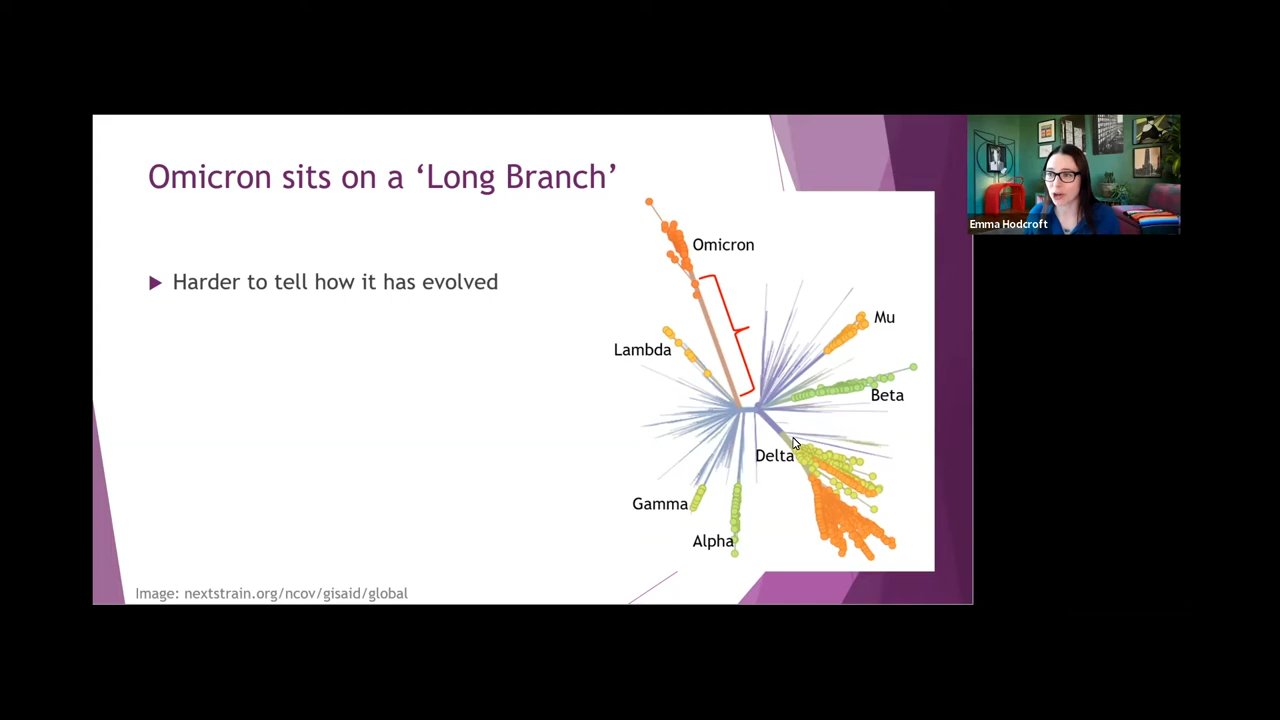 Omicron sits on a ‘Long Branch’
Harder to tell how it has evolved
Omicron
Mu
Lambda
Beta
Delta
Gamma
Alpha
Image: nextstrain.org/ncov/gisaid/global
Emma Hodcroft